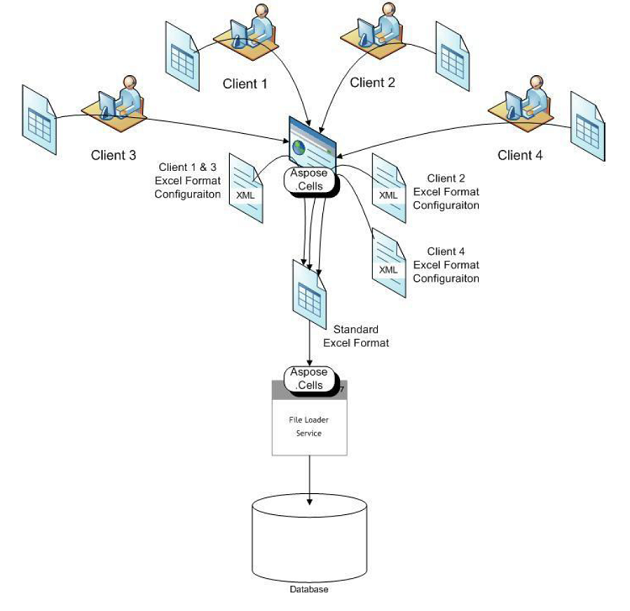 Client 1
Client 2
Client 3
Client 4
Aspose
.Cells
Client 1 & 3
Excel Format
Configuraiton
XML
XML
Client 2
Excel Format
Configuraiton
XML
Client 4
Excel Format
Configuraiton
Standard
Excel Format
Aspose
.Cells
7
File Loader
Service
Database